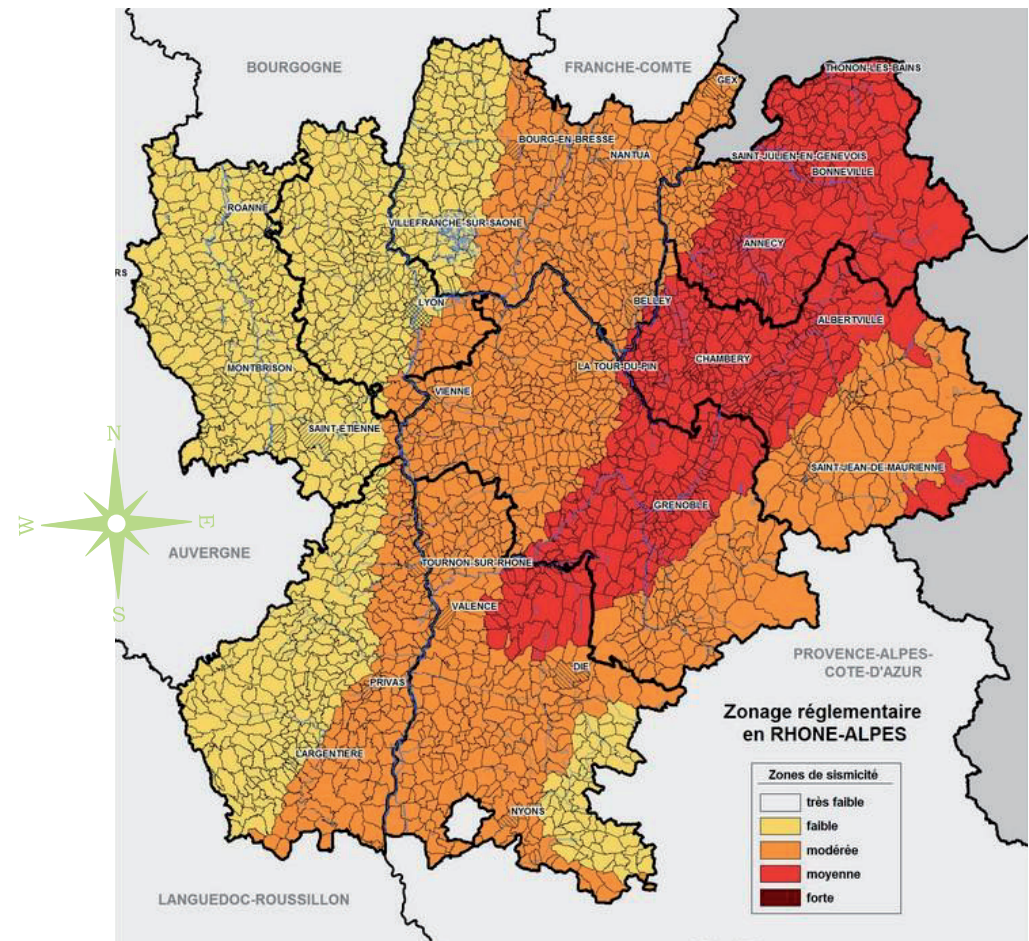 BOURGOGNE
FRANCHE-COMTE
THONON-LES-BAINS
GEX
BOURG-EN-BRESSE
NANTUA
SAINT-JULIEN-EN-GENEVOIS
BONNEVILLE
ROANNE
VILLEFRANCHE-SUR-SAONE
ANNECY
RS
LYON
BELLEY
ALBERTVILLE
CHAMBERY
MONTBRISON
LA TOUR-DU-PIN
VIENNE
SAINT-ETIENNE
N
SAINT-JEAN-DE-MAURIENNE
GRENOBLE
W
E
AUVERGNE
TOURNON-SUR-RHONE
VALENCE
S
PROVENCE-ALPES-
COTE-D'AZUR
DIE
PRIVAS
Zonage réglementaire
en RHONE-ALPES
LARGENTIERE
Zones de sismicité
très faible
NYONS
faible
modérée
moyenne
LANGUEDOC-ROUSSILLON
forte